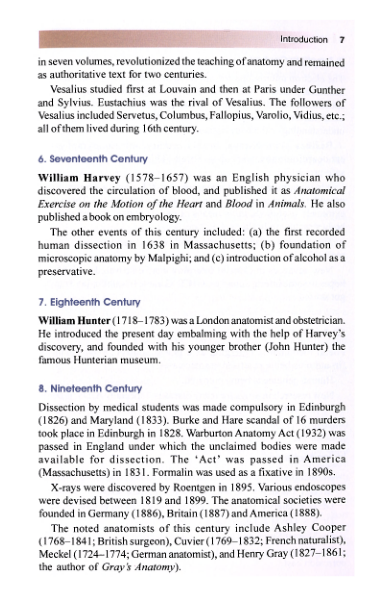 Introduction 7
in seven volumes, revolutionized the teaching of anatomy and remained
as authoritative text for two centuries.
Vesalius studied first at Louvain and then at Paris under Gunther
and Sylvius. Eustachius was the rival of Vesalius. The followers of
Vesalius included Servetus, Columbus, Fallopius, Varolio, Vidius, etc.;
all of them lived during 16th century.
6. Seventeenth Century
William Harvey (1578–1657) was an English physician who
discovered the circulation of blood, and published it as Anatomical
Exercise on the Motion of the Heart and Blood in Animals. He also
published a book on embryology.
The other events of this century included: (a) the first recorded
human dissection in 1638 in Massachusetts; (b) foundation of
microscopic anatomy by Malpighi; and (c) introduction of alcohol as a
preservative.
7. Eighteenth Century
William Hunter (1718–1783) was a London anatomist and obstetrician.
He introduced the present day embalming with the help of Harvey's
discovery, and founded with his younger brother (John Hunter) the
famous Hunterian museum.
8. Nineteenth Century
Dissection by medical students was made compulsory in Edinburgh
(1826) and Maryland (1833). Burke and Hare scandal of 16 murders
took place in Edinburgh in 1828. Warburton Anatomy Act (1932) was
passed in England under which the unclaimed bodies were made
available for dissection. The 'Act' was passed in America
(Massachusetts) in 1831. Formalin was used as a fixative in 1890s.
X-rays were discovered by Roentgen in 1895. Various endoscopes
were devised between 1819 and 1899. The anatomical societies were
founded in Germany (1886), Britain (1887) and America (1888).
The noted anatomists of this century include Ashley Cooper
(1768–1841; British surgeon), Cuvier (1769–1832; French naturalist),
Meckel (1724–1774; German anatomist), and Henry Gray (1827–1861;
the author of Gray's Anatomy).